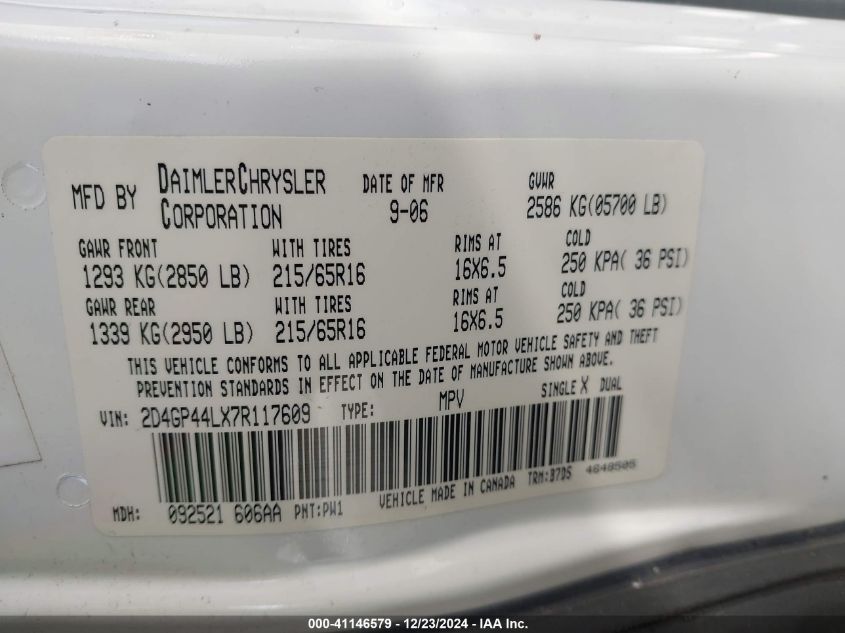 MFD BY DAIMLERCHRYSLER CORPORATION DATE OF MFR 9-06 GVWR 2586 KG(05700 LB)
GAWR FRONT WITH TIRES RIMS AT COLD
1293 KG(2850 LB) 215/65R16 16X6.5 250 KPA( 36 PSI)
GAWR REAR WITH TIRES RIMS AT COLD
1339 KG(2950 LB) 215/65R16 16X6.5 250 KPA( 36 PSI)
THIS VEHICLE CONFORMS TO ALL APPLICABLE FEDERAL MOTOR VEHICLE SAFETY AND THEFT
PREVENTION STANDARDS IN EFFECT ON THE DATE OF MANUFACTURE SHOWN ABOVE.
VIN: 2D4GP44LX7R117609 TYPE: MPV SINGLE X DUAL
MDH: 092521 606AA PNT:PW1 VEHICLE MADE IN CANADA TRM:B7D5 4648505
000-41146579 - 12/23/2024 - IAA Inc.